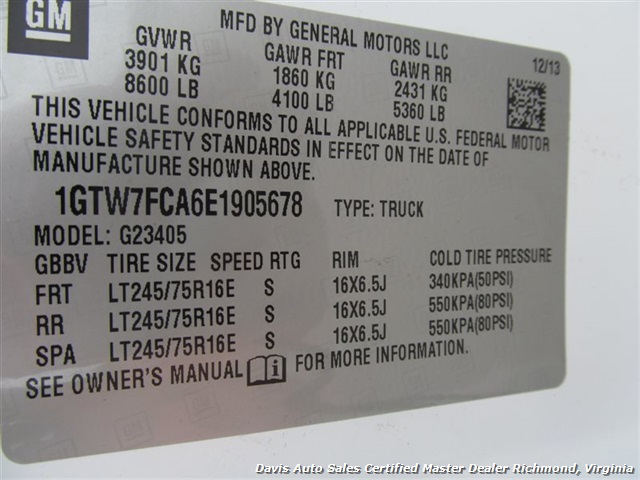 GM
MFD BY GENERAL MOTORS LLC
GVWR GAWR FRT GAWR RR 12/13
3901 KG 1860 KG 2431 KG
8600 LB 4100 LB 5360 LB
THIS VEHICLE CONFORMS TO ALL APPLICABLE U.S. FEDERAL MOTOR
VEHICLE SAFETY STANDARDS IN EFFECT ON THE DATE OF
MANUFACTURE SHOWN ABOVE.
1GTW7FCA6E1905678 TYPE: TRUCK
MODEL: G23405
GBBV TIRE SIZE SPEED RTG RIM COLD TIRE PRESSURE
FRT LT245/75R16E S 16X6.5J 340KPA(50PSI)
RR LT245/75R16E S 16X6.5J 550KPA(80PSI)
SPA LT245/75R16E S 16X6.5J 550KPA(80PSI)
SEE OWNER'S MANUAL FOR MORE INFORMATION.
Davis Auto Sales Certified Master Dealer Richmond, Virginia